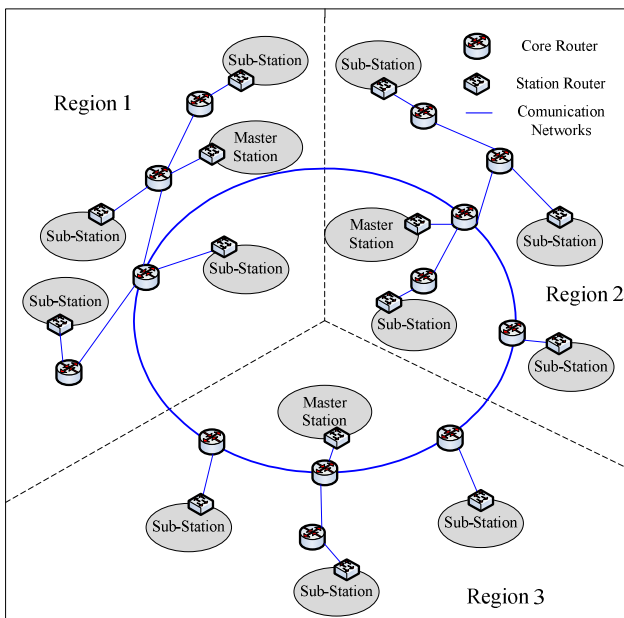 Core Router
Station Router
Comunication
Networks
Region 1
Sub-Station
Master
Station
Sub-Station
Sub-Station
Sub-Station
Sub-Station
Sub-Station
Master
Station
Sub-Station
Sub-Station
Region 2
Master
Station
Sub-Station
Sub-Station
Sub-Station
Region 3